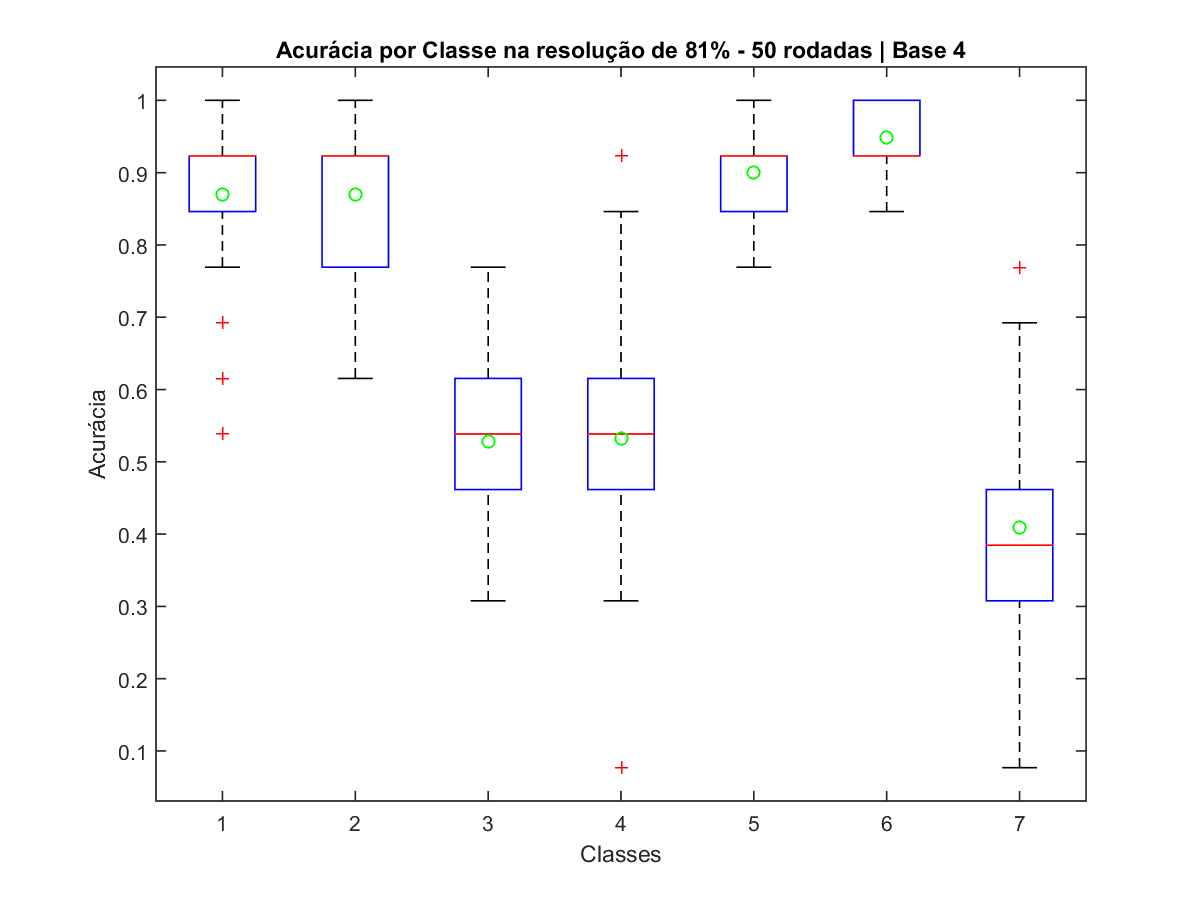 Acurácia por Classe na resolução de 81% - 50 rodadas | Base 4
1
0.9
0.8
0.7
0.6
0.5
0.4
0.3
0.2
0.1
Acurácia
1 2 3 4 5 6 7
Classes